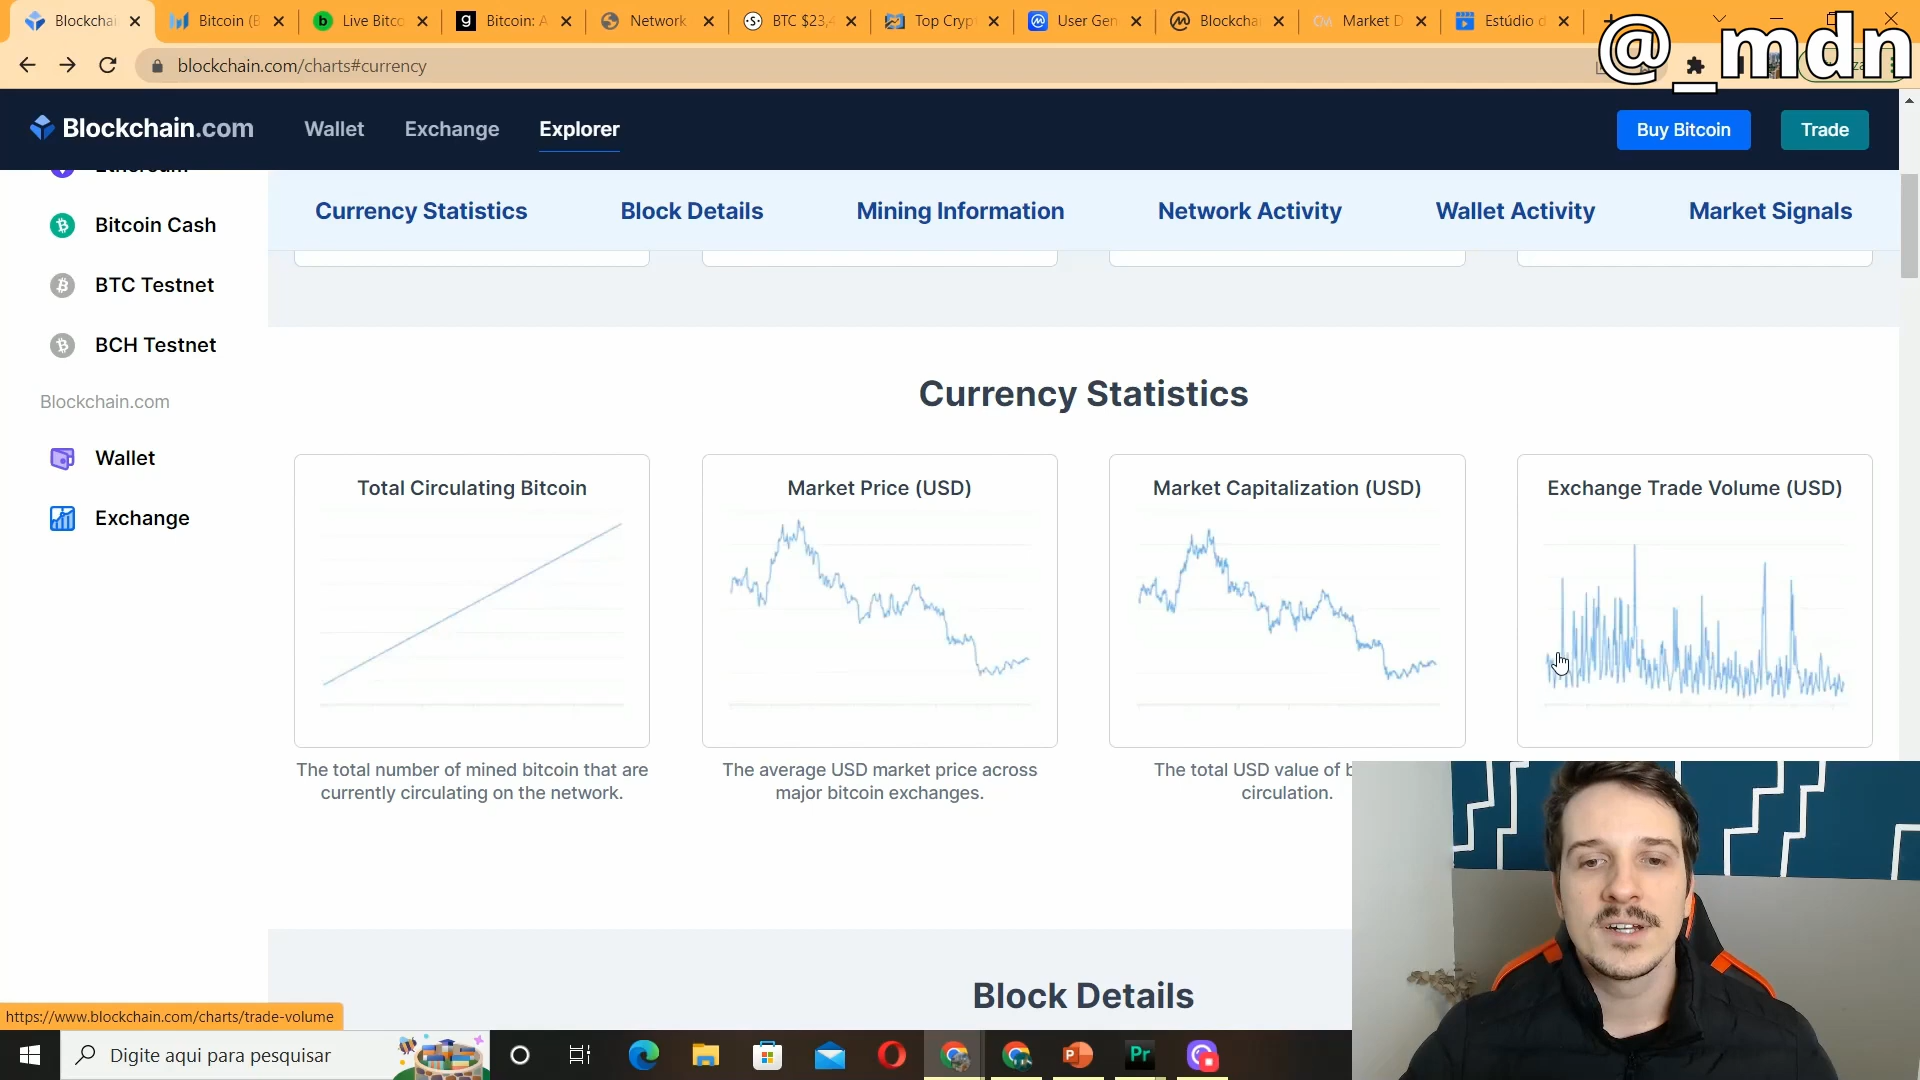 Blockchai
Bitcoin (B
Live Bitco
Bitcoin: A
Network
BTC $23,4
Top Cryp
User Gen
Blockcha
Market D
Estúdio d
@_mdn
blockchain.com/charts#currency
Blockchain.com
Wallet
Exchange
Explorer
Buy Bitcoin
Trade
Currency Statistics
Block Details
Mining Information
Network Activity
Wallet Activity
Market Signals
Ethereum
Bitcoin Cash
BTC Testnet
BCH Testnet
Blockchain.com
Wallet
Exchange
Currency Statistics
Total Circulating Bitcoin
The total number of mined bitcoin that are
currently circulating on the network.
Market Price (USD)
The average USD market price across
major bitcoin exchanges.
Market Capitalization (USD)
The total USD value of b
circulation.
Exchange Trade Volume (USD)
Block Details
https://www.blockchain.com/charts/trade-volume
Digite aqui para pesquisar